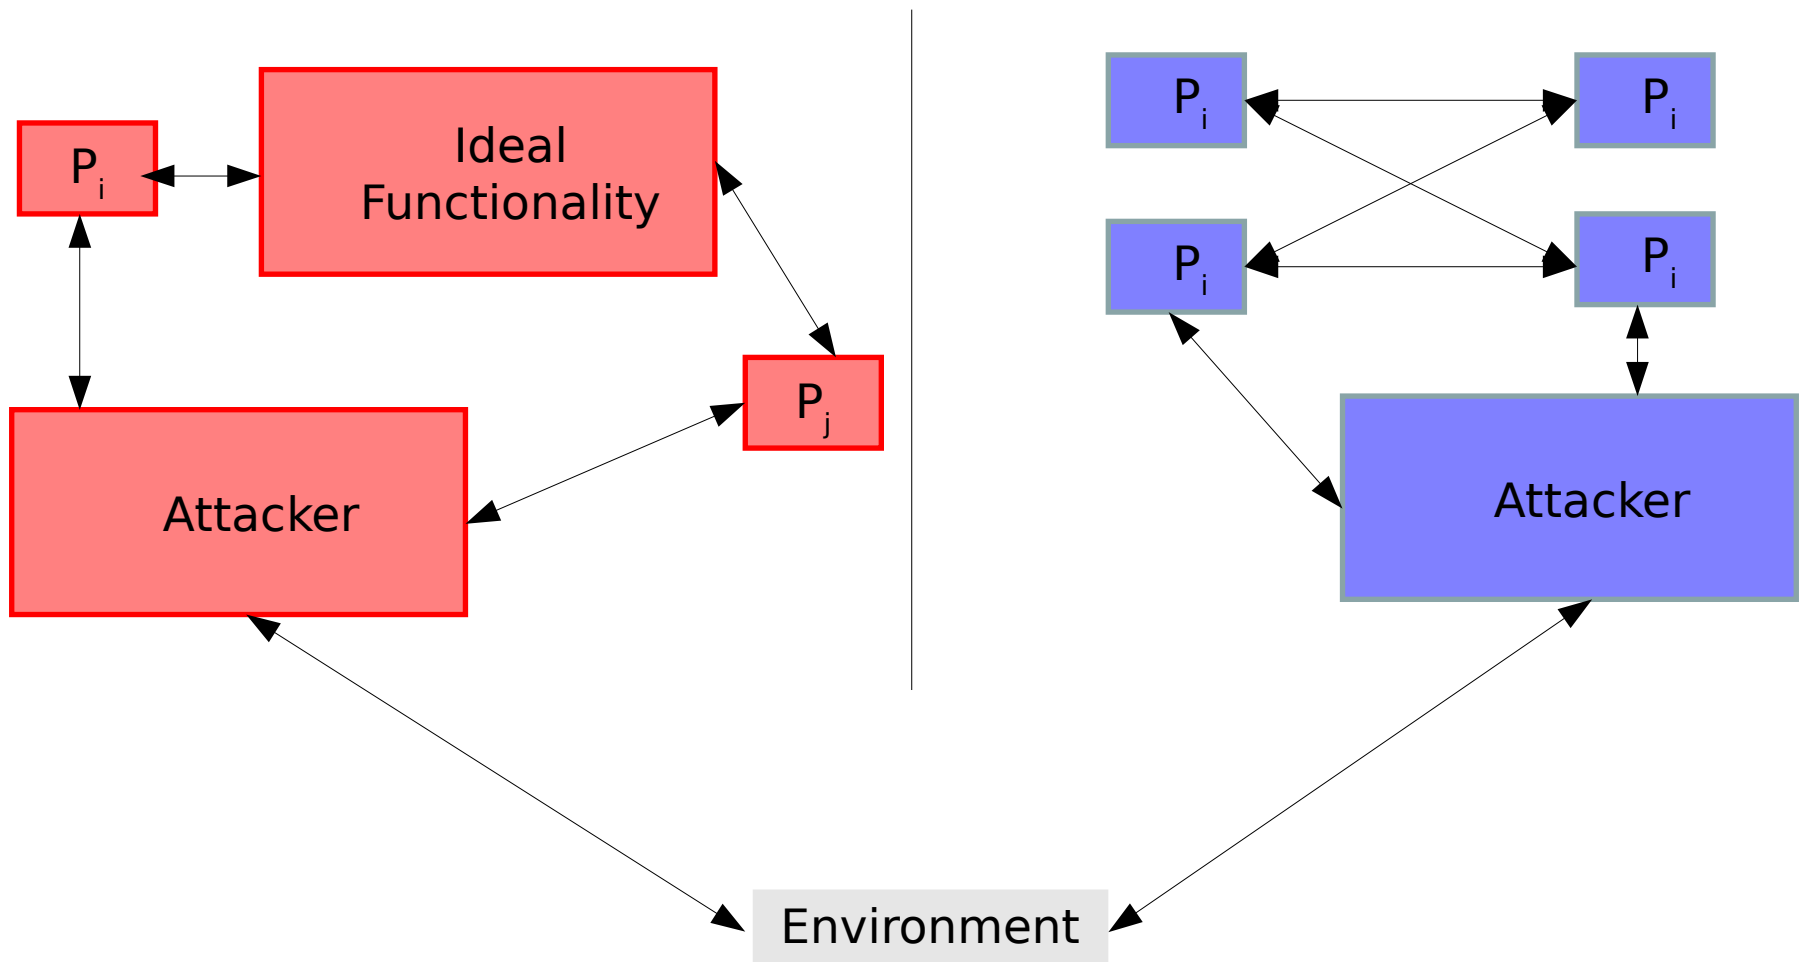 Ideal
Functionality
Pi
Pj
Attacker
Pi
Pi
Pi
Pi
Attacker
Environment